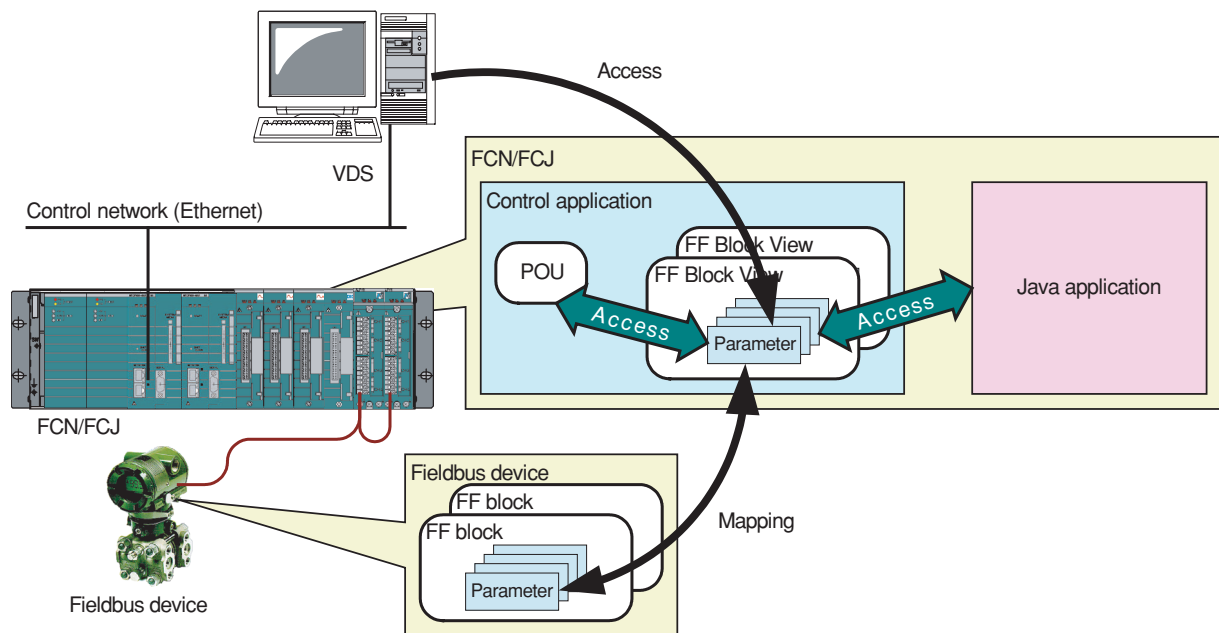 Access
VDS
FCN/FCJ
Control application
Control network (Ethernet)
FF Block View
POU
FF Block View
Access
Access
Java application
Parameter
FCN/FCJ
Fieldbus device
FF block
FF block
Mapping
Parameter
Fieldbus device